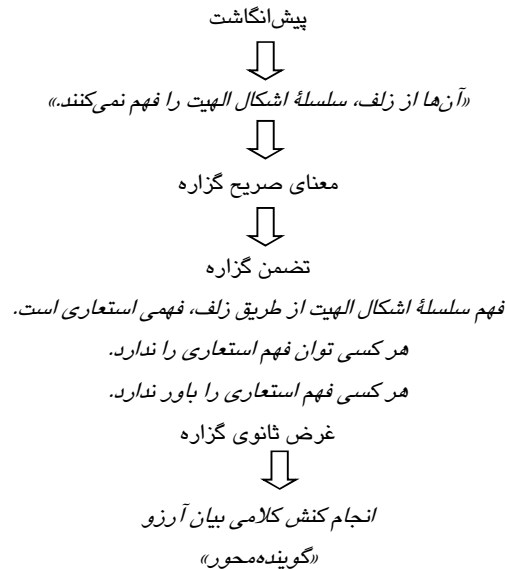 پیش‌انگاشت
«آن‌ها از زلف، سلسلهٔ اشکال الهیت را فهم نمی‌کنند.»
معنای صریح گزاره
تضمن گزاره
فهم سلسلهٔ اشکال الهیت از طریق زلف، فهمی استعاری است.
هر کسی توان فهم استعاری را ندارد.
هر کسی فهم استعاری را باور ندارد.
غرض ثانوی گزاره
انجام کنش کلامی بیان آرزو
«گوینده‌محور»